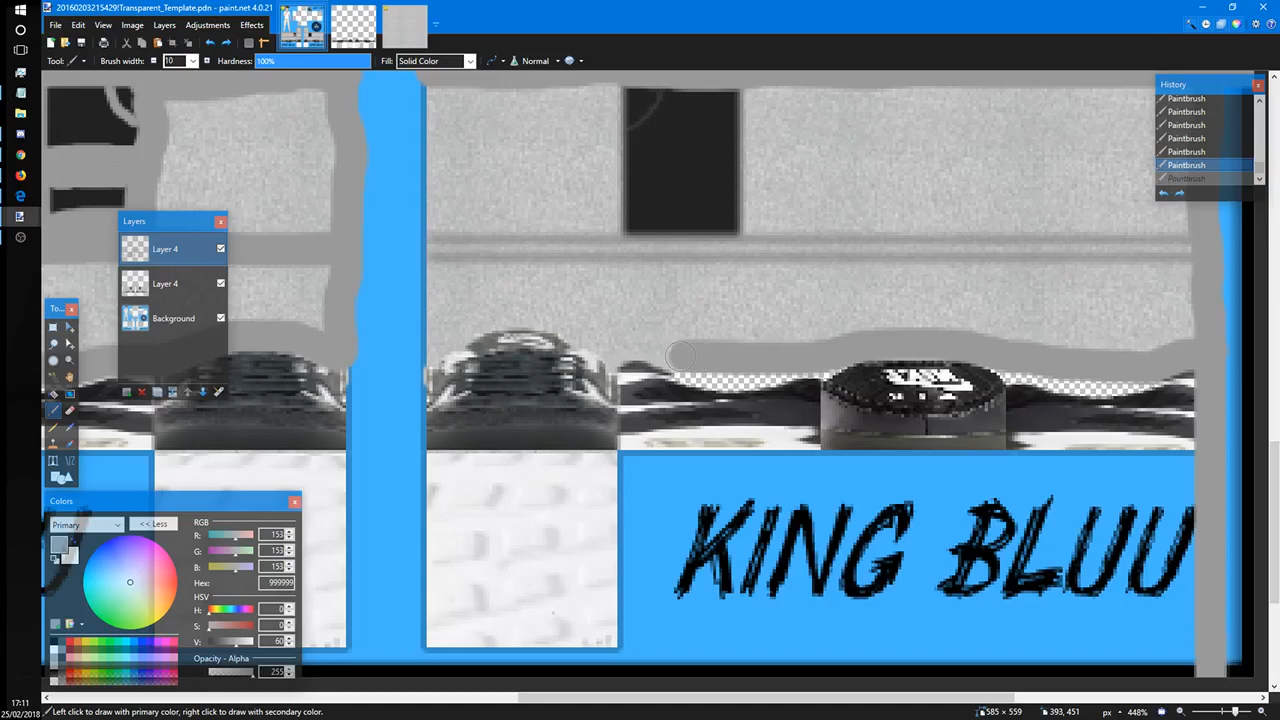 20160203215429!Transparent_Template.pdn - paint.net 4.0.21
File Edit View Image Layers Adjustments Effects
Tool: Brush width: 10 Hardness: 100% Fill: Solid Color Normal
History
Paintbrush
Paintbrush
Paintbrush
Paintbrush
Paintbrush
Paintbrush
Paintbrush
Layers
Layer 4
Layer 4
Background
To...
Colors
Primary << Less
RGB
R: 153
G: 153
B: 153
Hex: 999999
HSV
H: 0
S: 0
V: 60
Opacity - Alpha
255
KING BLUU
17:11
25/02/2018
Left click to draw with primary color, right click to draw with secondary color.
585 × 559
393, 451
px
448%